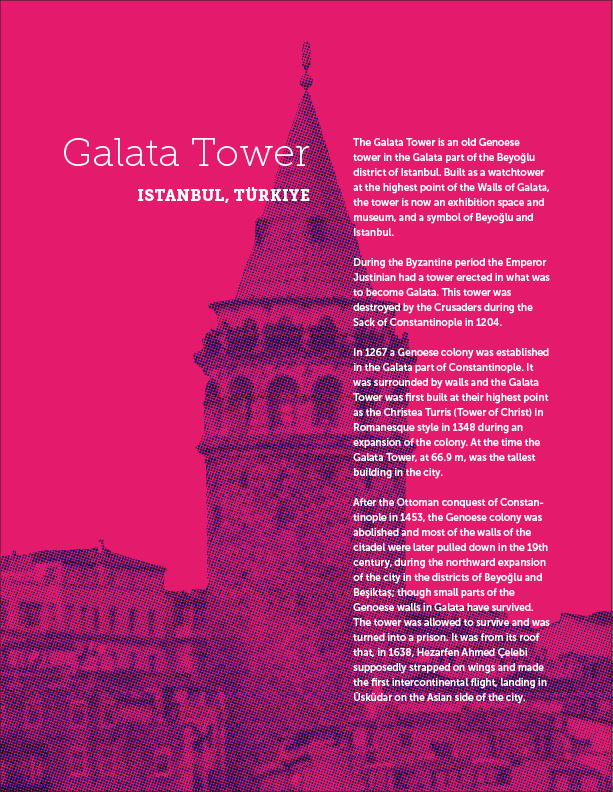 Galata Tower
ISTANBUL, TÜRKIYE
The Galata Tower is an old Genoese
tower in the Galata part of the Beyoğlu
district of Istanbul. Built as a watchtower
at the highest point of the Walls of Galata,
the tower is now an exhibition space and
museum, and a symbol of Beyoğlu and
Istanbul.
During the Byzantine period the Emperor
Justinian had a tower erected in what was
to become Galata. This tower was
destroyed by the Crusaders during the
Sack of Constantinople in 1204.
In 1267 a Genoese colony was established
in the Galata part of Constantinople. It
was surrounded by walls and the Galata
Tower was first built at their highest point
as the Christea Turris (Tower of Christ) in
Romanesque style in 1348 during an
expansion of the colony. At the time the
Galata Tower, at 66.9 m, was the tallest
building in the city.
After the Ottoman conquest of Constan-
tinople in 1453, the Genoese colony was
abolished and most of the walls of the
citadel were later pulled down in the 19th
century, during the northward expansion
of the city in the districts of Beyoğlu and
Beşiktaş; though small parts of the
Genoese walls in Galata have survived.
The tower was allowed to survive and was
turned into a prison. It was from its roof
that, in 1638, Hezarfen Ahmed Çelebi
supposedly strapped on wings and made
the first intercontinental flight, landing in
Üsküdar on the Asian side of the city.